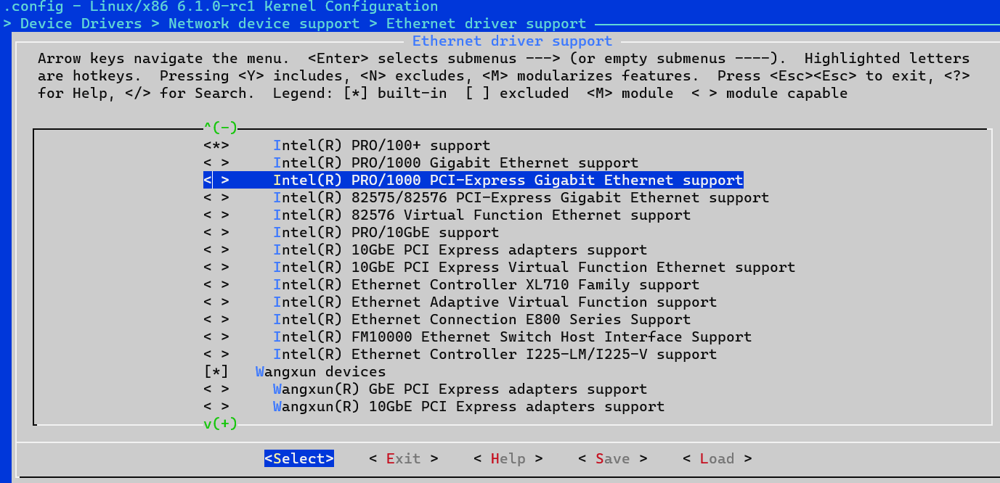 .config - Linux/x86 6.1.0-rc1 Kernel Configuration
> Device Drivers > Network device support > Ethernet driver support
Ethernet driver support
Arrow keys navigate the menu.  <Enter> selects submenus ---> (or empty submenus ----).  Highlighted letters
are hotkeys.  Pressing <Y> includes, <N> excludes, <M> modularizes features.  Press <Esc><Esc> to exit, <?>
for Help, </> for Search.  Legend: [*] built-in  [ ] excluded  <M> module  < > module capable
^(-)
<*>     Intel(R) PRO/100+ support
< >     Intel(R) PRO/1000 Gigabit Ethernet support
< >     Intel(R) PRO/1000 PCI-Express Gigabit Ethernet support
< >     Intel(R) 82575/82576 PCI-Express Gigabit Ethernet support
< >     Intel(R) 82576 Virtual Function Ethernet support
< >     Intel(R) PRO/10GbE support
< >     Intel(R) 10GbE PCI Express adapters support
< >     Intel(R) 10GbE PCI Express Virtual Function Ethernet support
< >     Intel(R) Ethernet Controller XL710 Family support
< >     Intel(R) Ethernet Adaptive Virtual Function support
< >     Intel(R) Ethernet Connection E800 Series Support
< >     Intel(R) FM10000 Ethernet Switch Host Interface Support
< >     Intel(R) Ethernet Controller I225-LM/I225-V support
[*]   Wangxun devices
< >     Wangxun(R) GbE PCI Express adapters support
< >     Wangxun(R) 10GbE PCI Express adapters support
v(+)
<Select>    < Exit >    < Help >    < Save >    < Load >